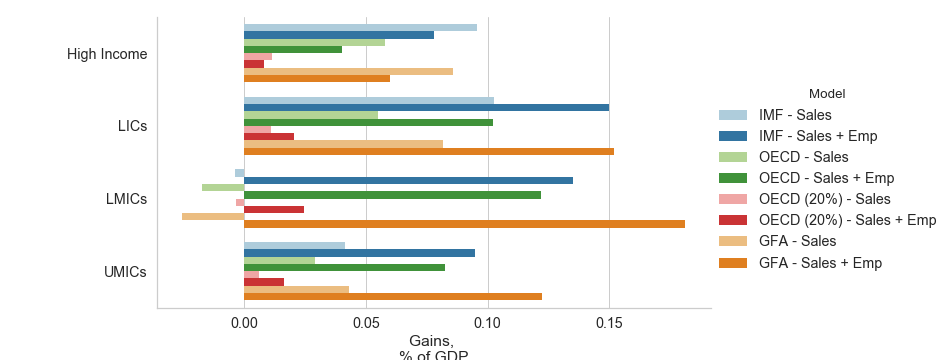 High Income
LICs
LMICs
UMICs
0.00 0.05 0.10 0.15
Gains,
% of GDP
Model
IMF - Sales
IMF - Sales + Emp
OECD - Sales
OECD - Sales + Emp
OECD (20%) - Sales
OECD (20%) - Sales + Emp
GFA - Sales
GFA - Sales + Emp